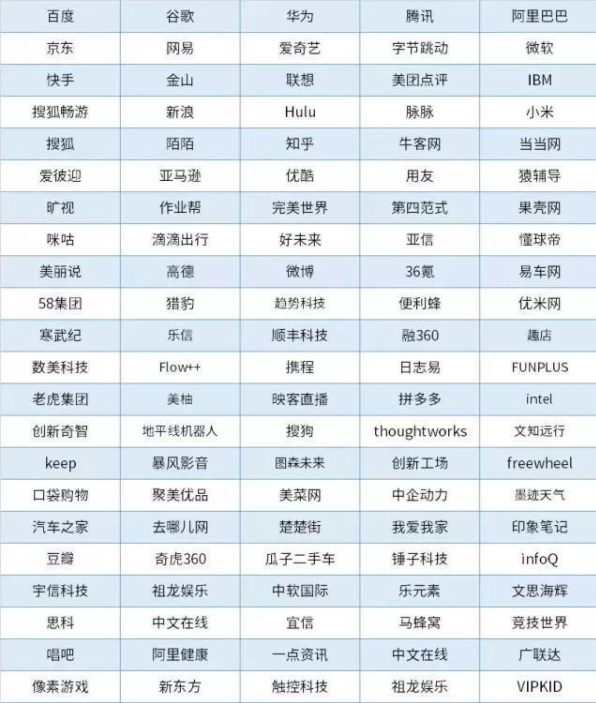 百度 谷歌 华为 腾讯 阿里巴巴
京东 网易 爱奇艺 字节跳动 微软
快手 金山 联想 美团点评 IBM
搜狐畅游 新浪 Hulu 脉脉 小米
搜狐 陌陌 知乎 牛客网 当当网
爱彼迎 亚马逊 优酷 用友 猿辅导
旷视 作业帮 完美世界 第四范式 果壳网
咪咕 滴滴出行 好未来 亚信 懂球帝
美丽说 高德 微博 36氪 易车网
58集团 猎豹 趋势科技 便利蜂 优米网
寒武纪 乐信 顺丰科技 融360 趣店
数美科技 Flow++ 携程 日志易 FUNPLUS
老虎集团 美柚 映客直播 拼多多 intel
创新奇智 地平线机器人 搜狗 thoughtworks 文知远行
keep 暴风影音 图森未来 创新工场 freewheel
口袋购物 聚美优品 美菜网 中企动力 墨迹天气
汽车之家 去哪儿网 楚楚街 我爱我家 印象笔记
豆瓣 奇虎360 瓜子二手车 锤子科技 infoQ
宇信科技 祖龙娱乐 中软国际 乐元素 文思海辉
思科 中文在线 宜信 马蜂窝 竞技世界
唱吧 阿里健康 一点资讯 中文在线 广联达
像素游戏 新东方 触控科技 祖龙娱乐 VIPKID